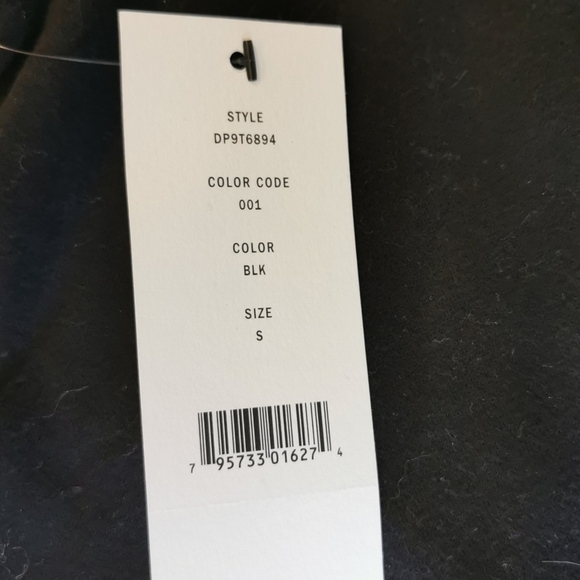 STYLE
DP9T6894
COLOR CODE
001
COLOR
BLK
SIZE
S
7 95733 01627 4